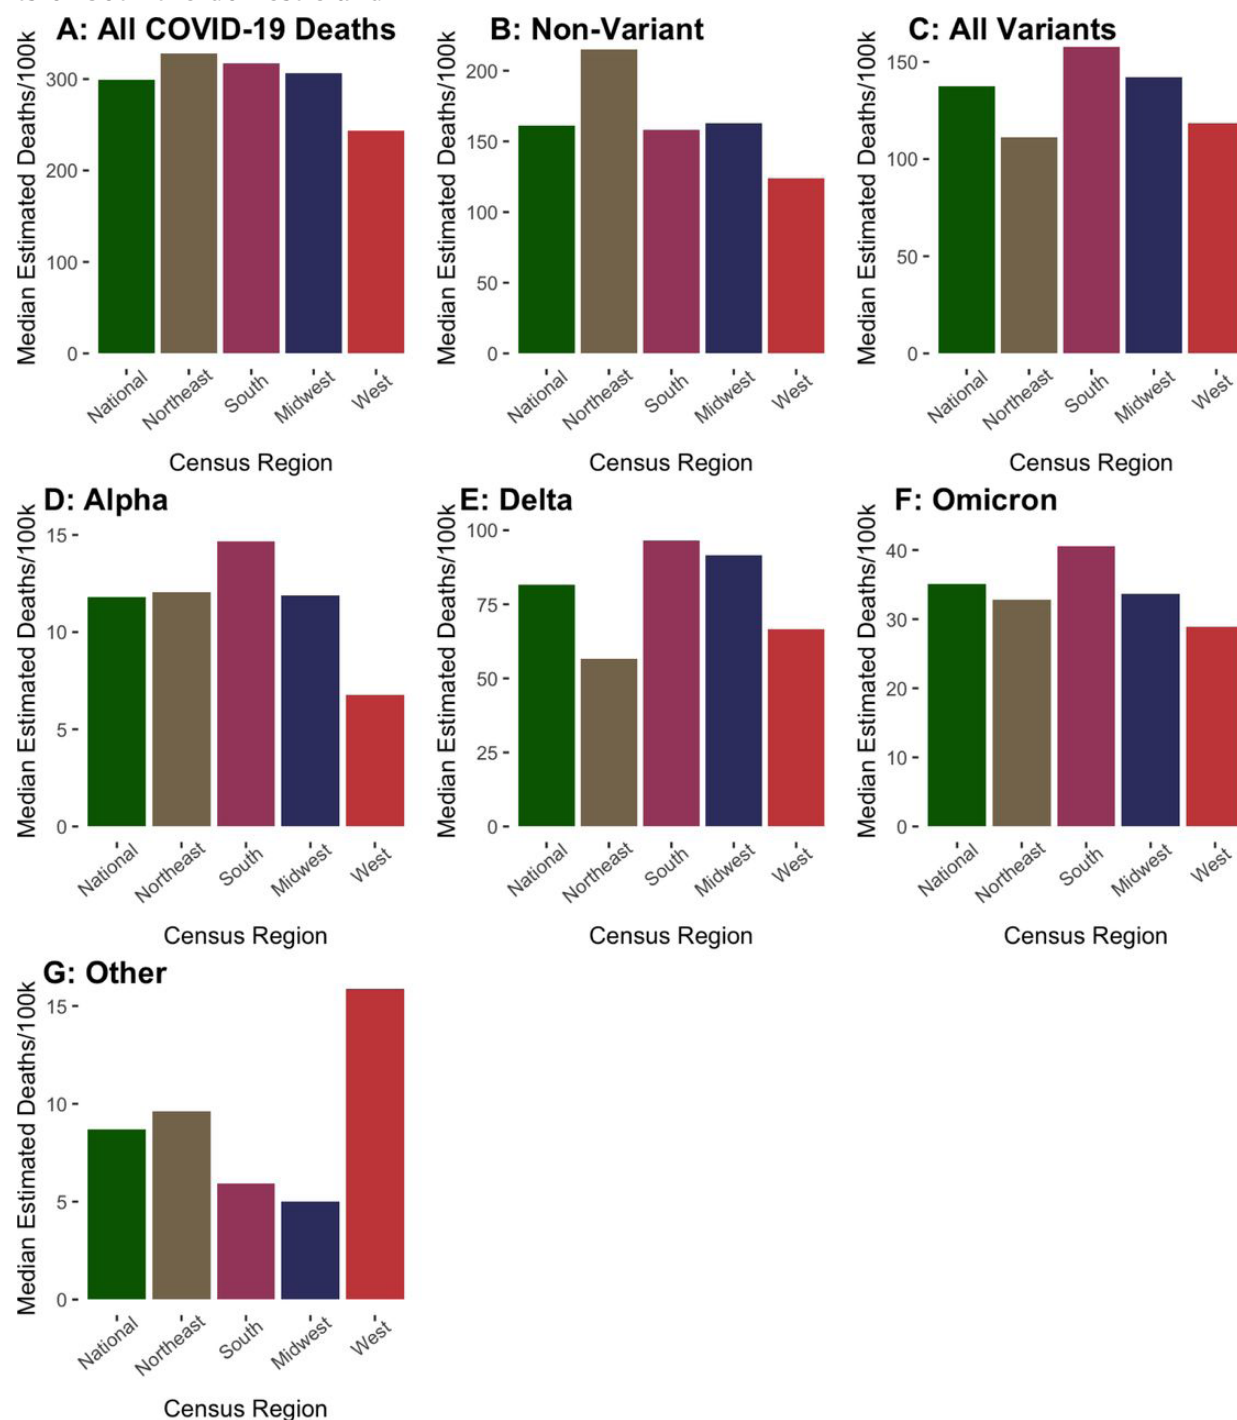 A: All COVID-19 Deaths
Median Estimated Deaths/100k
300
200
100
0
National
Northeast
South
Midwest
West
Census Region
B: Non-Variant
Median Estimated Deaths/100k
200
150
100
50
0
National
Northeast
South
Midwest
West
Census Region
C: All Variants
Median Estimated Deaths/100k
150
100
50
0
National
Northeast
South
Midwest
West
Census Region
D: Alpha
Median Estimated Deaths/100k
15
10
5
0
National
Northeast
South
Midwest
West
Census Region
E: Delta
Median Estimated Deaths/100k
100
75
50
25
0
National
Northeast
South
Midwest
West
Census Region
F: Omicron
Median Estimated Deaths/100k
40
30
20
10
0
National
Northeast
South
Midwest
West
Census Region
G: Other
Median Estimated Deaths/100k
15
10
5
0
National
Northeast
South
Midwest
West
Census Region